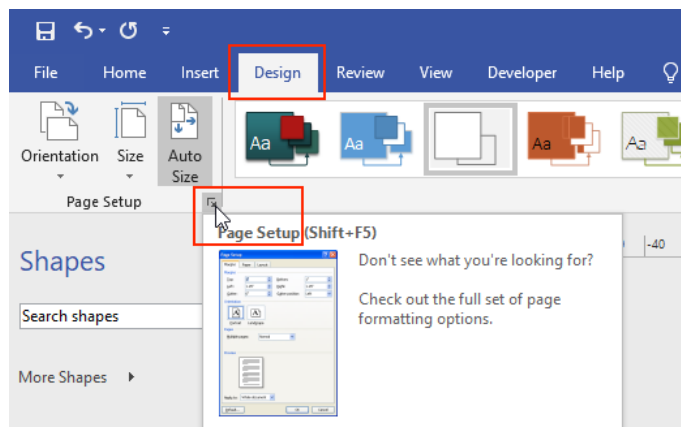 File Home Insert Design Review View Developer Help
Orientation Size Auto Size
Aa Aa Aa Aa
Page Setup
Page Setup (Shift+F5)
-40
Shapes
Don't see what you're looking for?
Search shapes
Check out the full set of page
formatting options.
More Shapes